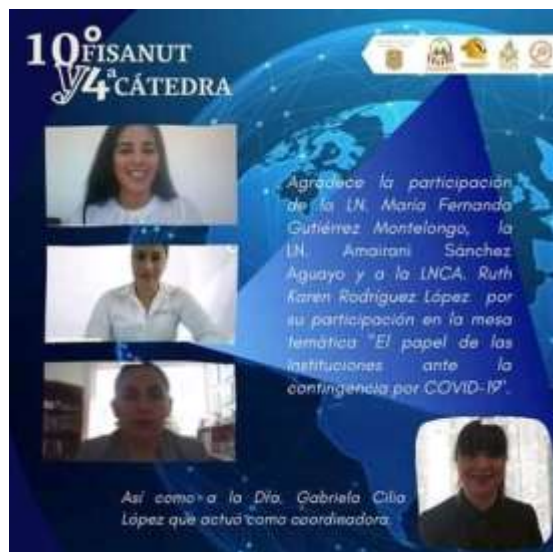 10° FISANUT
y 4ª CÁTEDRA
Agradece la participación
de la LN. María Fernanda
Gutiérrez Montelongo, la
LN. Amairani Sánchez
Aguayo y a la LNCA. Ruth
Karen Rodríguez López por
su participación en la mesa
temática "El papel de las
instituciones ante la
contingencia por COVID-19".
Así como a la Dra. Gabriela Cilia
López que actuó como coordinadora.